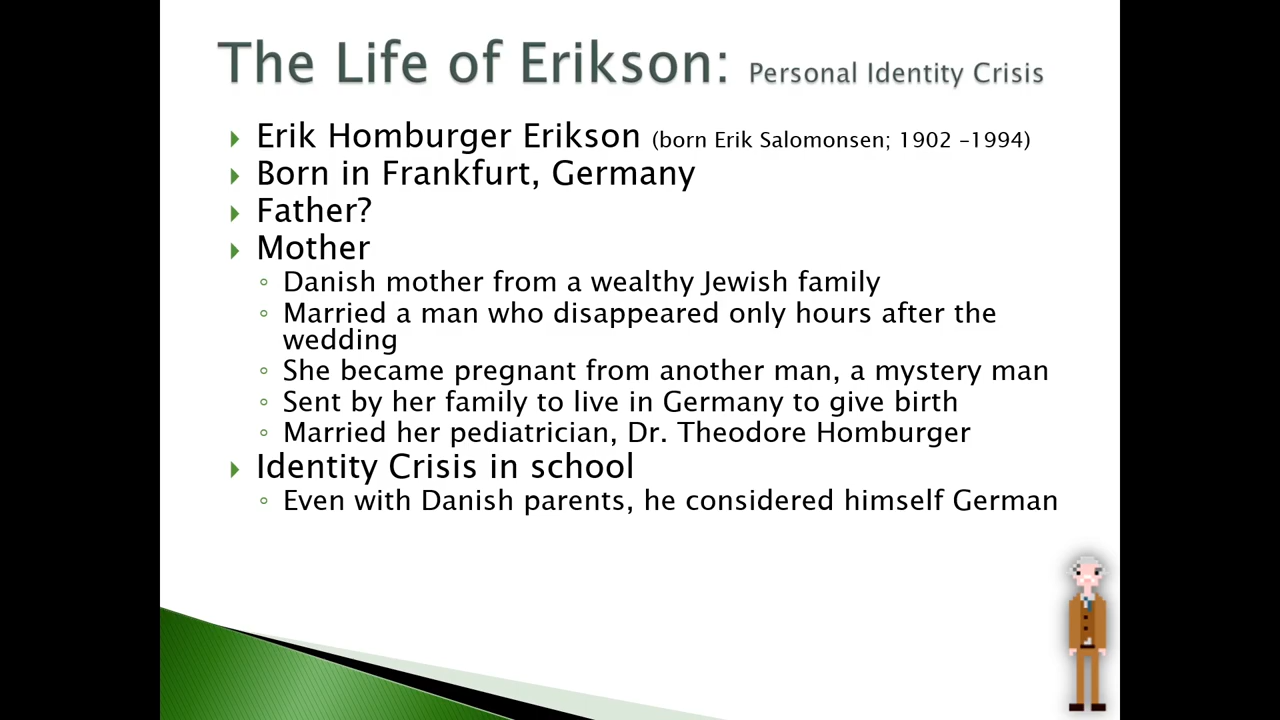 The Life of Erikson: Personal Identity Crisis
Erik Homburger Erikson (born Erik Salomonsen; 1902 –1994)
Born in Frankfurt, Germany
Father?
Mother
Danish mother from a wealthy Jewish family
Married a man who disappeared only hours after the
wedding
She became pregnant from another man, a mystery man
Sent by her family to live in Germany to give birth
Married her pediatrician, Dr. Theodore Homburger
Identity Crisis in school
Even with Danish parents, he considered himself German